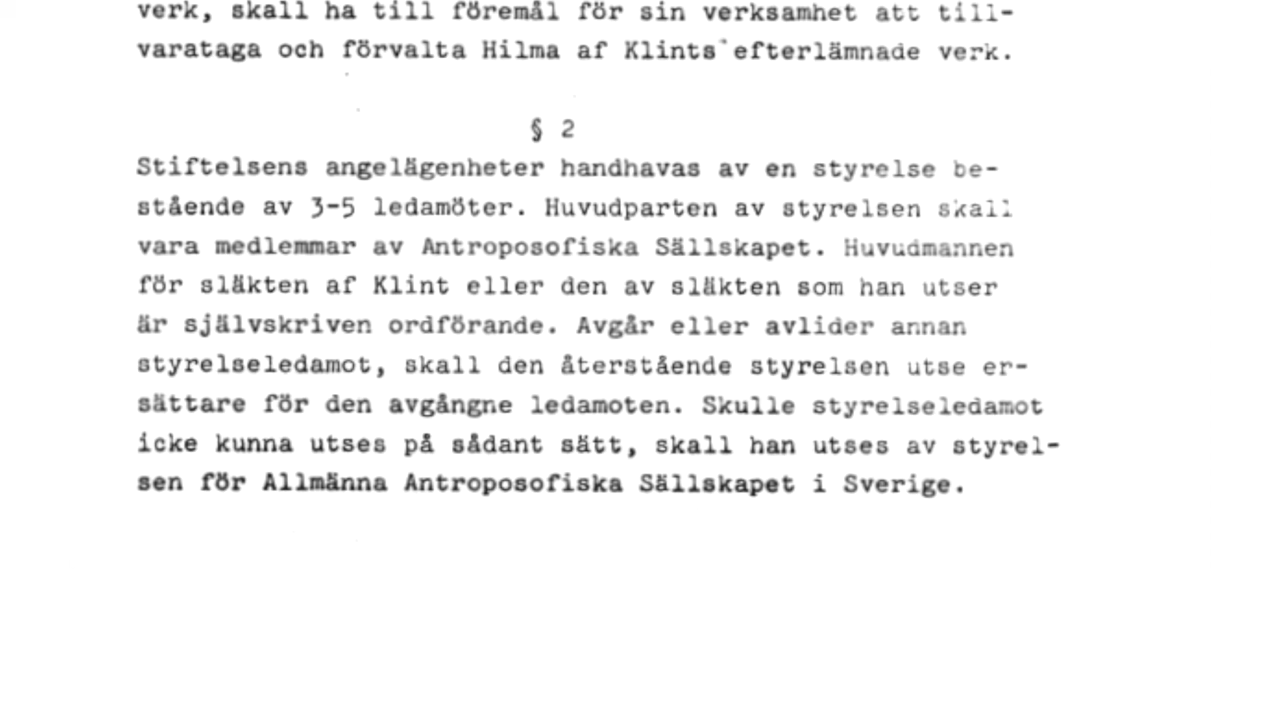 verk, skall ha till föremål för sin verksamhet att till-
varataga och förvalta Hilma af Klints efterlämnade verk.
§ 2
Stiftelsens angelägenheter handhavas av en styrelse be-
stående av 3-5 ledamöter. Huvudparten av styrelsen skall
vara medlemmar av Antroposofiska Sällskapet. Huvudmannen
för släkten af Klint eller den av släkten som han utser
är självskriven ordförande. Avgår eller avlider annan
styrelseledamot, skall den återstående styrelsen utse er-
sättare för den avgångne ledamoten. Skulle styrelseledamot
icke kunna utses på sådant sätt, skall han utses av styrel-
sen för Allmänna Antroposofiska Sällskapet i Sverige.